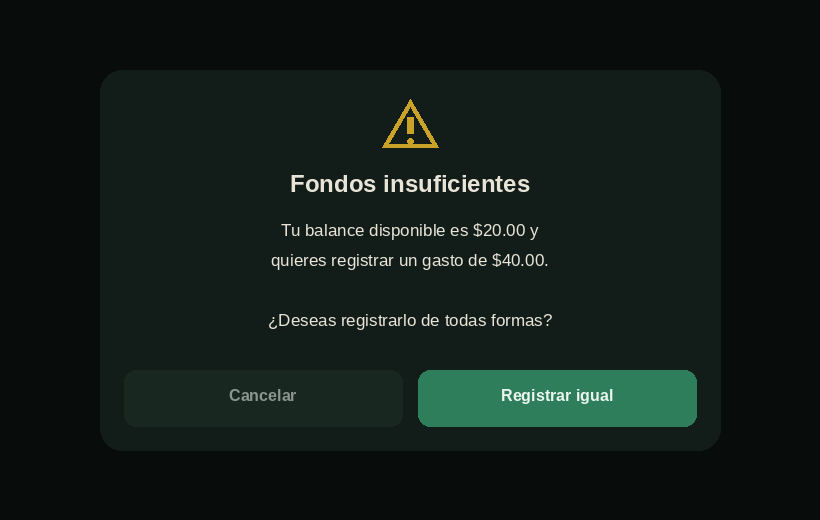 Fondos insuficientes
Tu balance disponible es $20.00 y
quieres registrar un gasto de $40.00.
¿Deseas registrarlo de todas formas?
Cancelar
Registrar igual